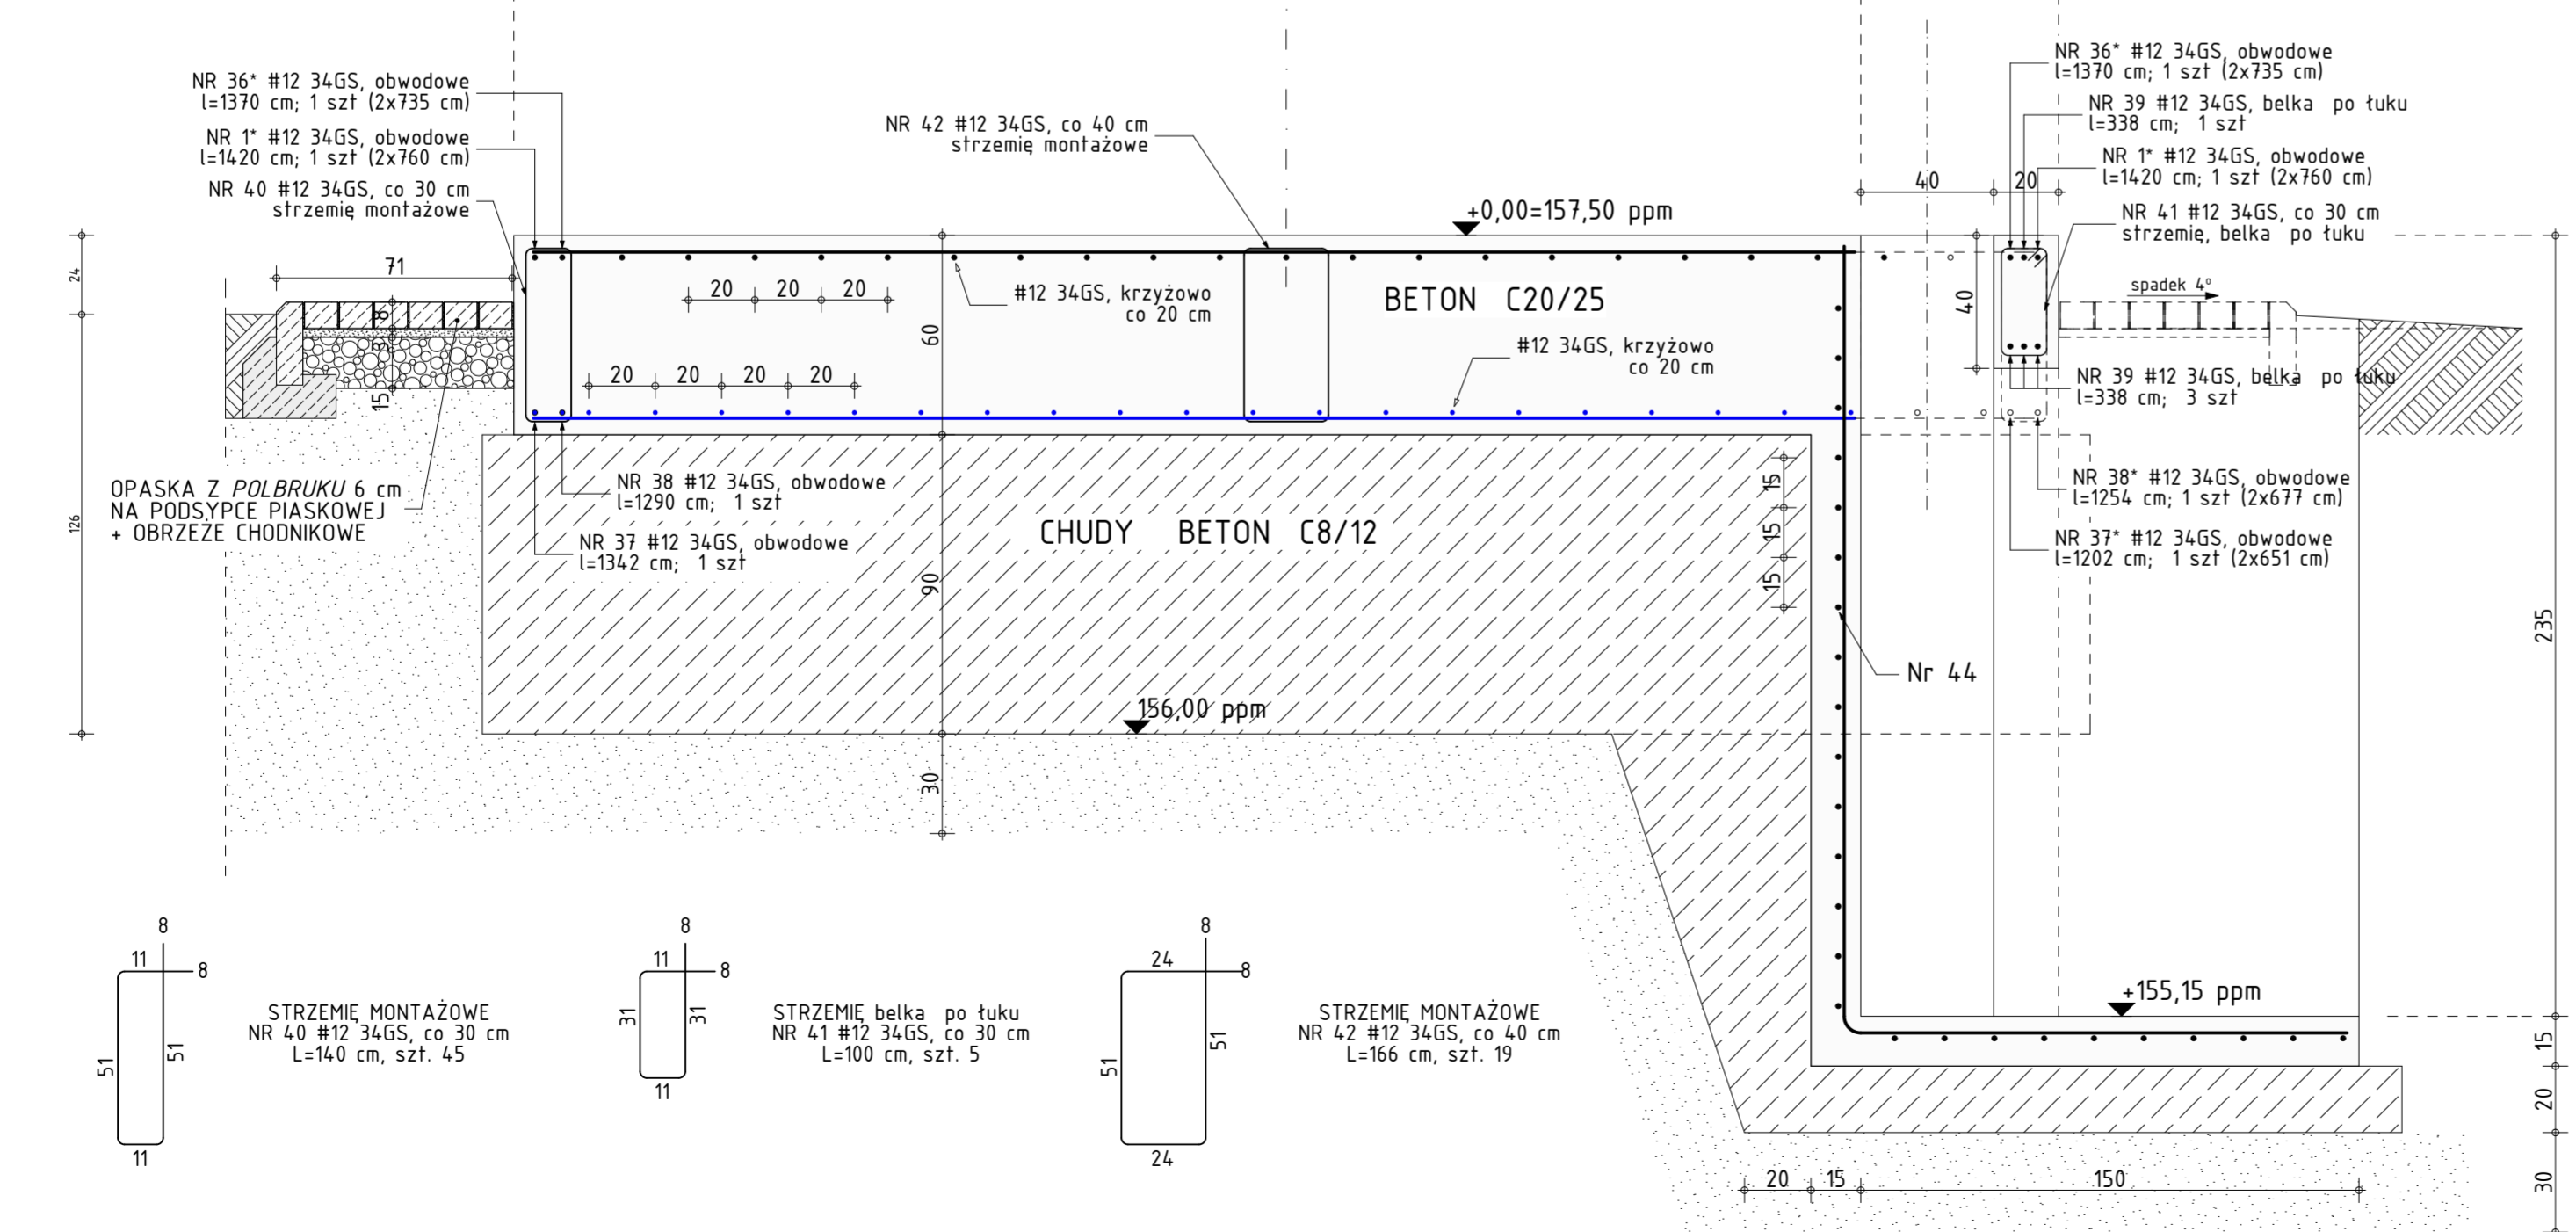 NR 36* #12 34GS, obwodowe
l=1370 cm; 1 szt (2x735 cm)
NR 1* #12 34GS, obwodowe
l=1420 cm; 1 szt (2x760 cm)
NR 40 #12 34GS, co 30 cm
strzemię montażowe
NR 42 #12 34GS, co 40 cm
strzemię montażowe
+0,00=157,50 ppm
NR 36* #12 34GS, obwodowe
l=1370 cm; 1 szt (2x735 cm)
NR 39 #12 34GS, belka po łuku
l=338 cm; 1 szt
NR 1* #12 34GS, obwodowe
l=1420 cm; 1 szt (2x760 cm)
NR 41 #12 34GS, co 30 cm
strzemię, belka po łuku
40
20
24
71
8
3
15
20 20 20
#12 34GS, krzyżowo
co 20 cm
60
BETON C20/25
#12 34GS, krzyżowo
co 20 cm
20 20 20 20
40
spadek 4°
NR 39 #12 34GS, belka po łuku
l=338 cm; 3 szt
NR 38* #12 34GS, obwodowe
l=1254 cm; 1 szt (2x677 cm)
NR 37* #12 34GS, obwodowe
l=1202 cm; 1 szt (2x651 cm)
OPASKA Z POLBRUKU 6 cm
NA PODSYPCE PIASKOWEJ
+ OBRZEŻE CHODNIKOWE
126
NR 38 #12 34GS, obwodowe
l=1290 cm; 1 szt
NR 37 #12 34GS, obwodowe
l=1342 cm; 1 szt
CHUDY BETON C8/12
90
15
15
15
235
Nr 44
156,00 ppm
30
+155,15 ppm
8
11
8
51
51
11
STRZEMIĘ MONTAŻOWE
NR 40 #12 34GS, co 30 cm
L=140 cm, szt. 45
8
11
8
31
31
11
STRZEMIĘ belka po łuku
NR 41 #12 34GS, co 30 cm
L=100 cm, szt. 5
8
24
8
51
51
24
STRZEMIĘ MONTAŻOWE
NR 42 #12 34GS, co 40 cm
L=166 cm, szt. 19
15
20
30
20 15 150